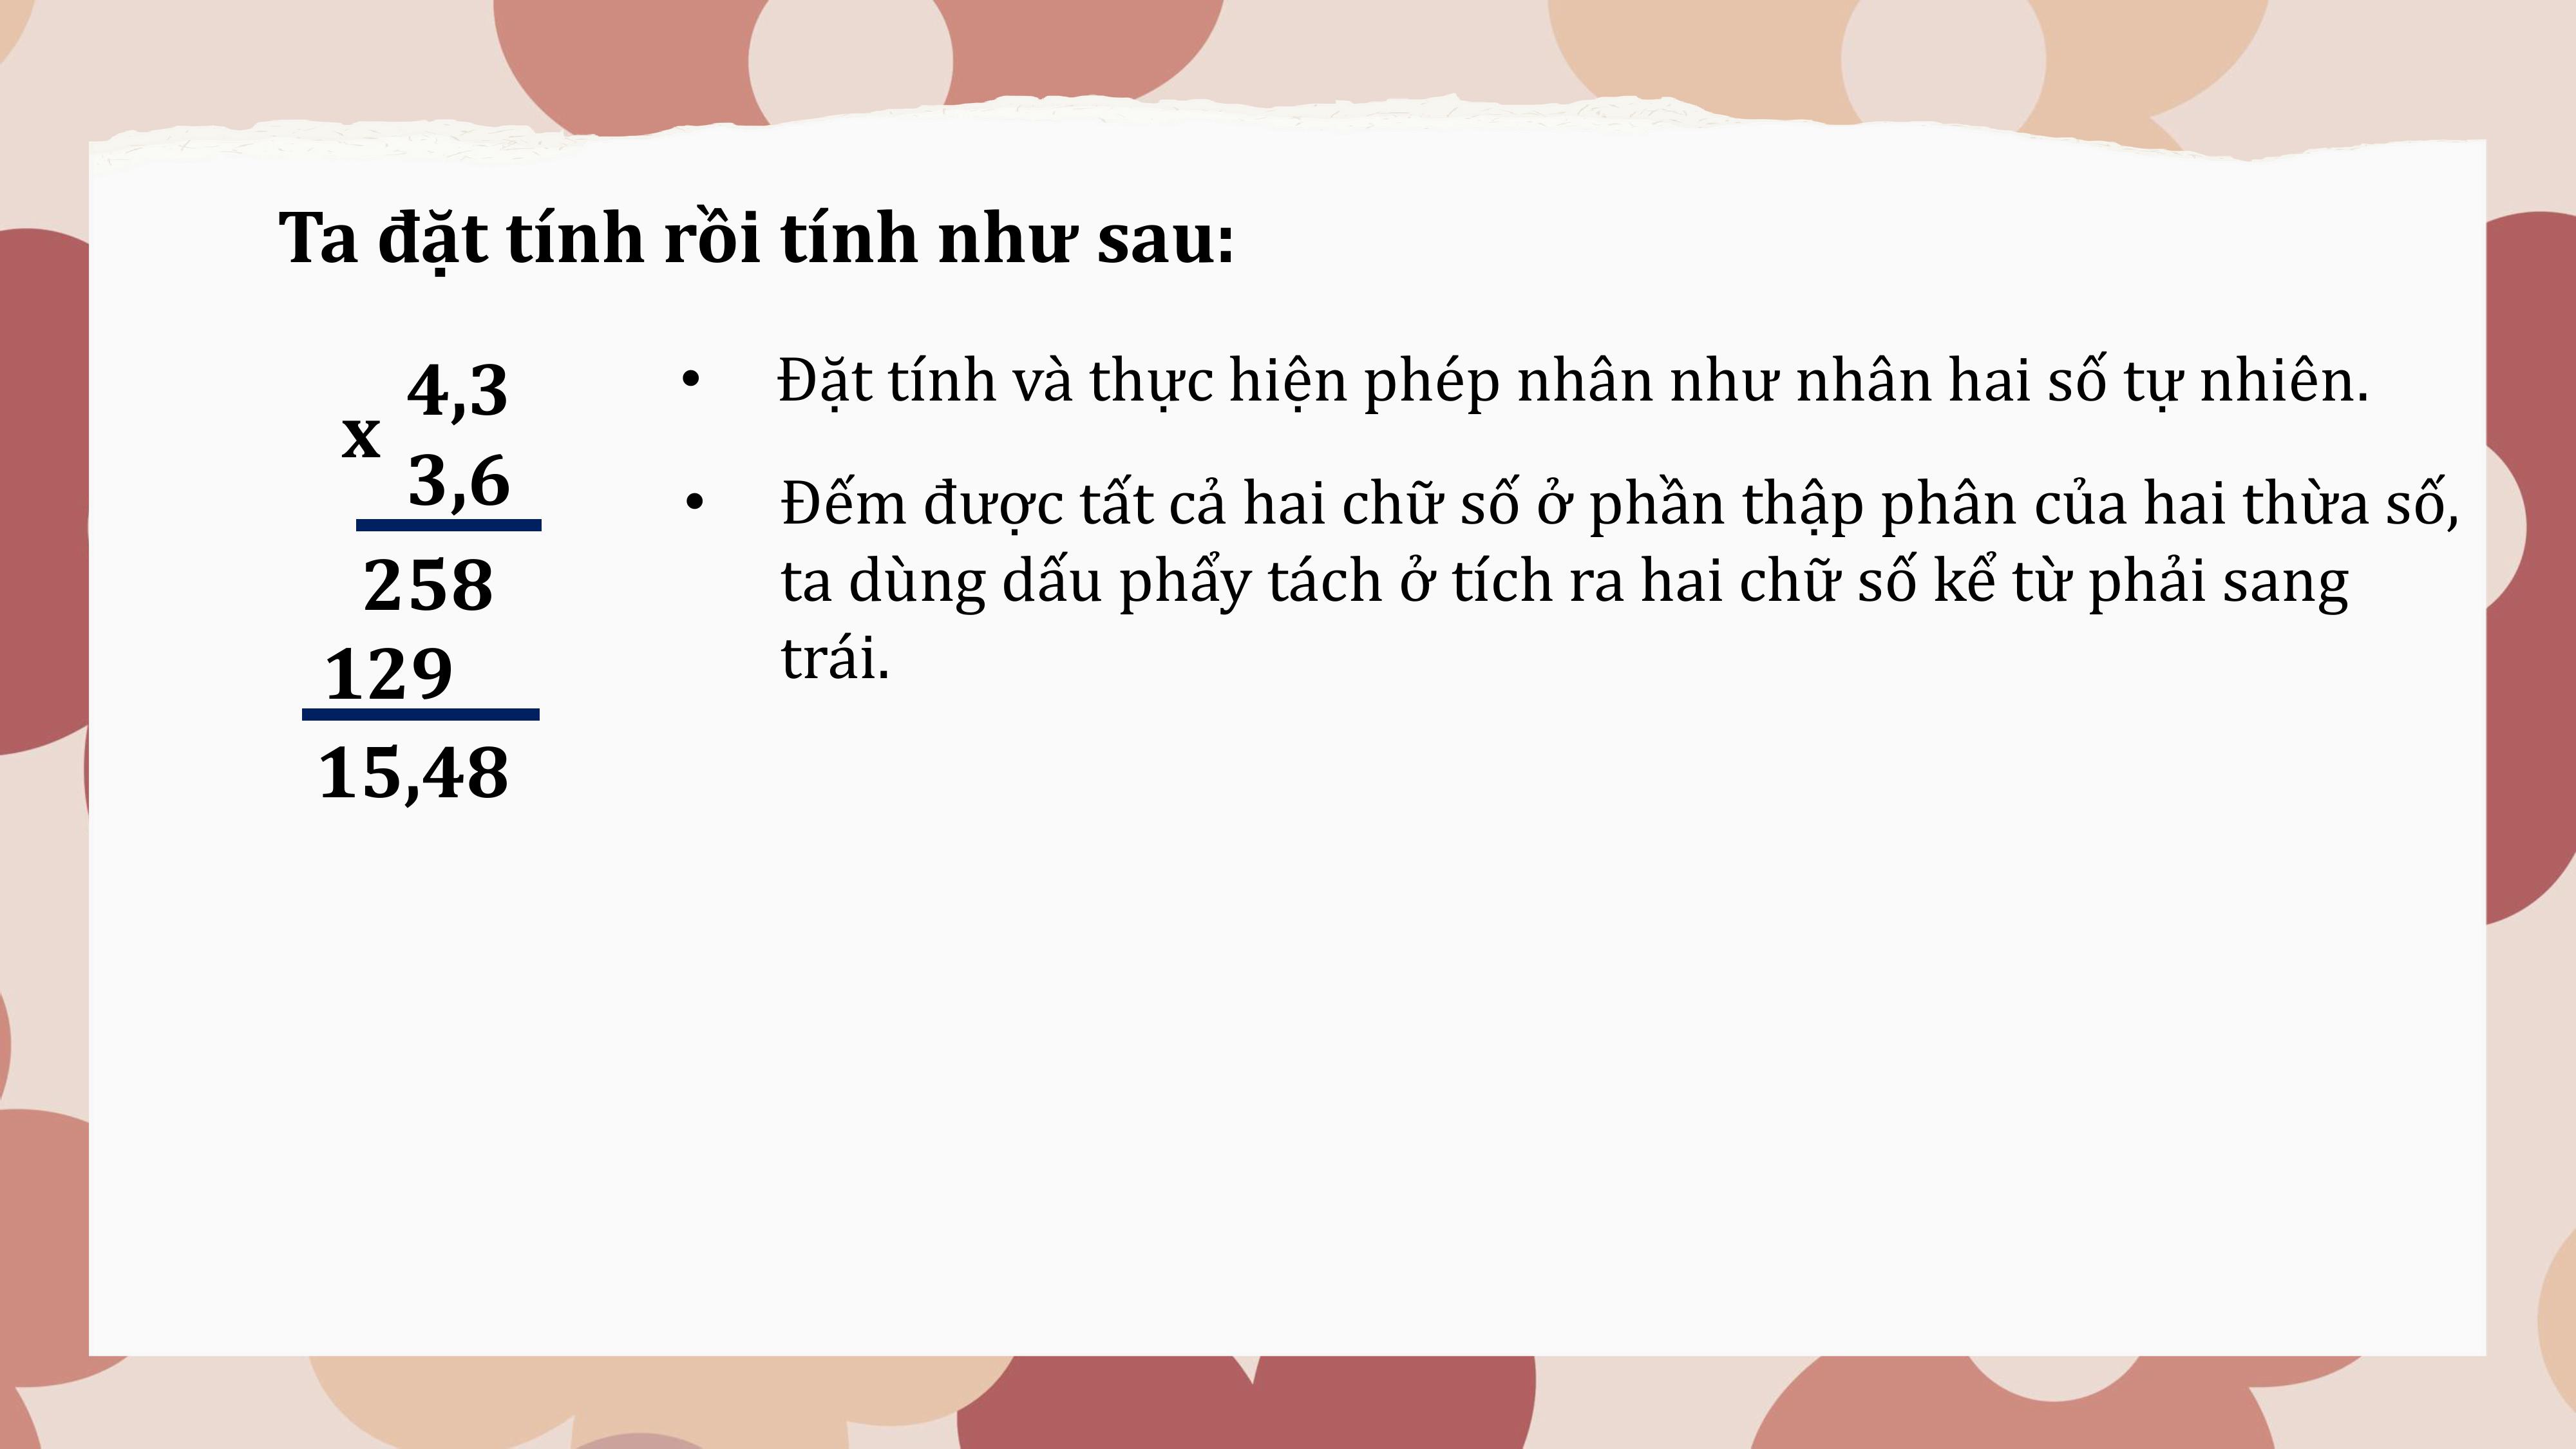 Ta đặt tính rồi tính như sau:
4,3
x
3,6
258
129
15,48
• Đặt tính và thực hiện phép nhân như nhân hai số tự nhiên.
• Đếm được tất cả hai chữ số ở phần thập phân của hai thừa số,
ta dùng dấu phẩy tách ở tích ra hai chữ số kể từ phải sang
trái.